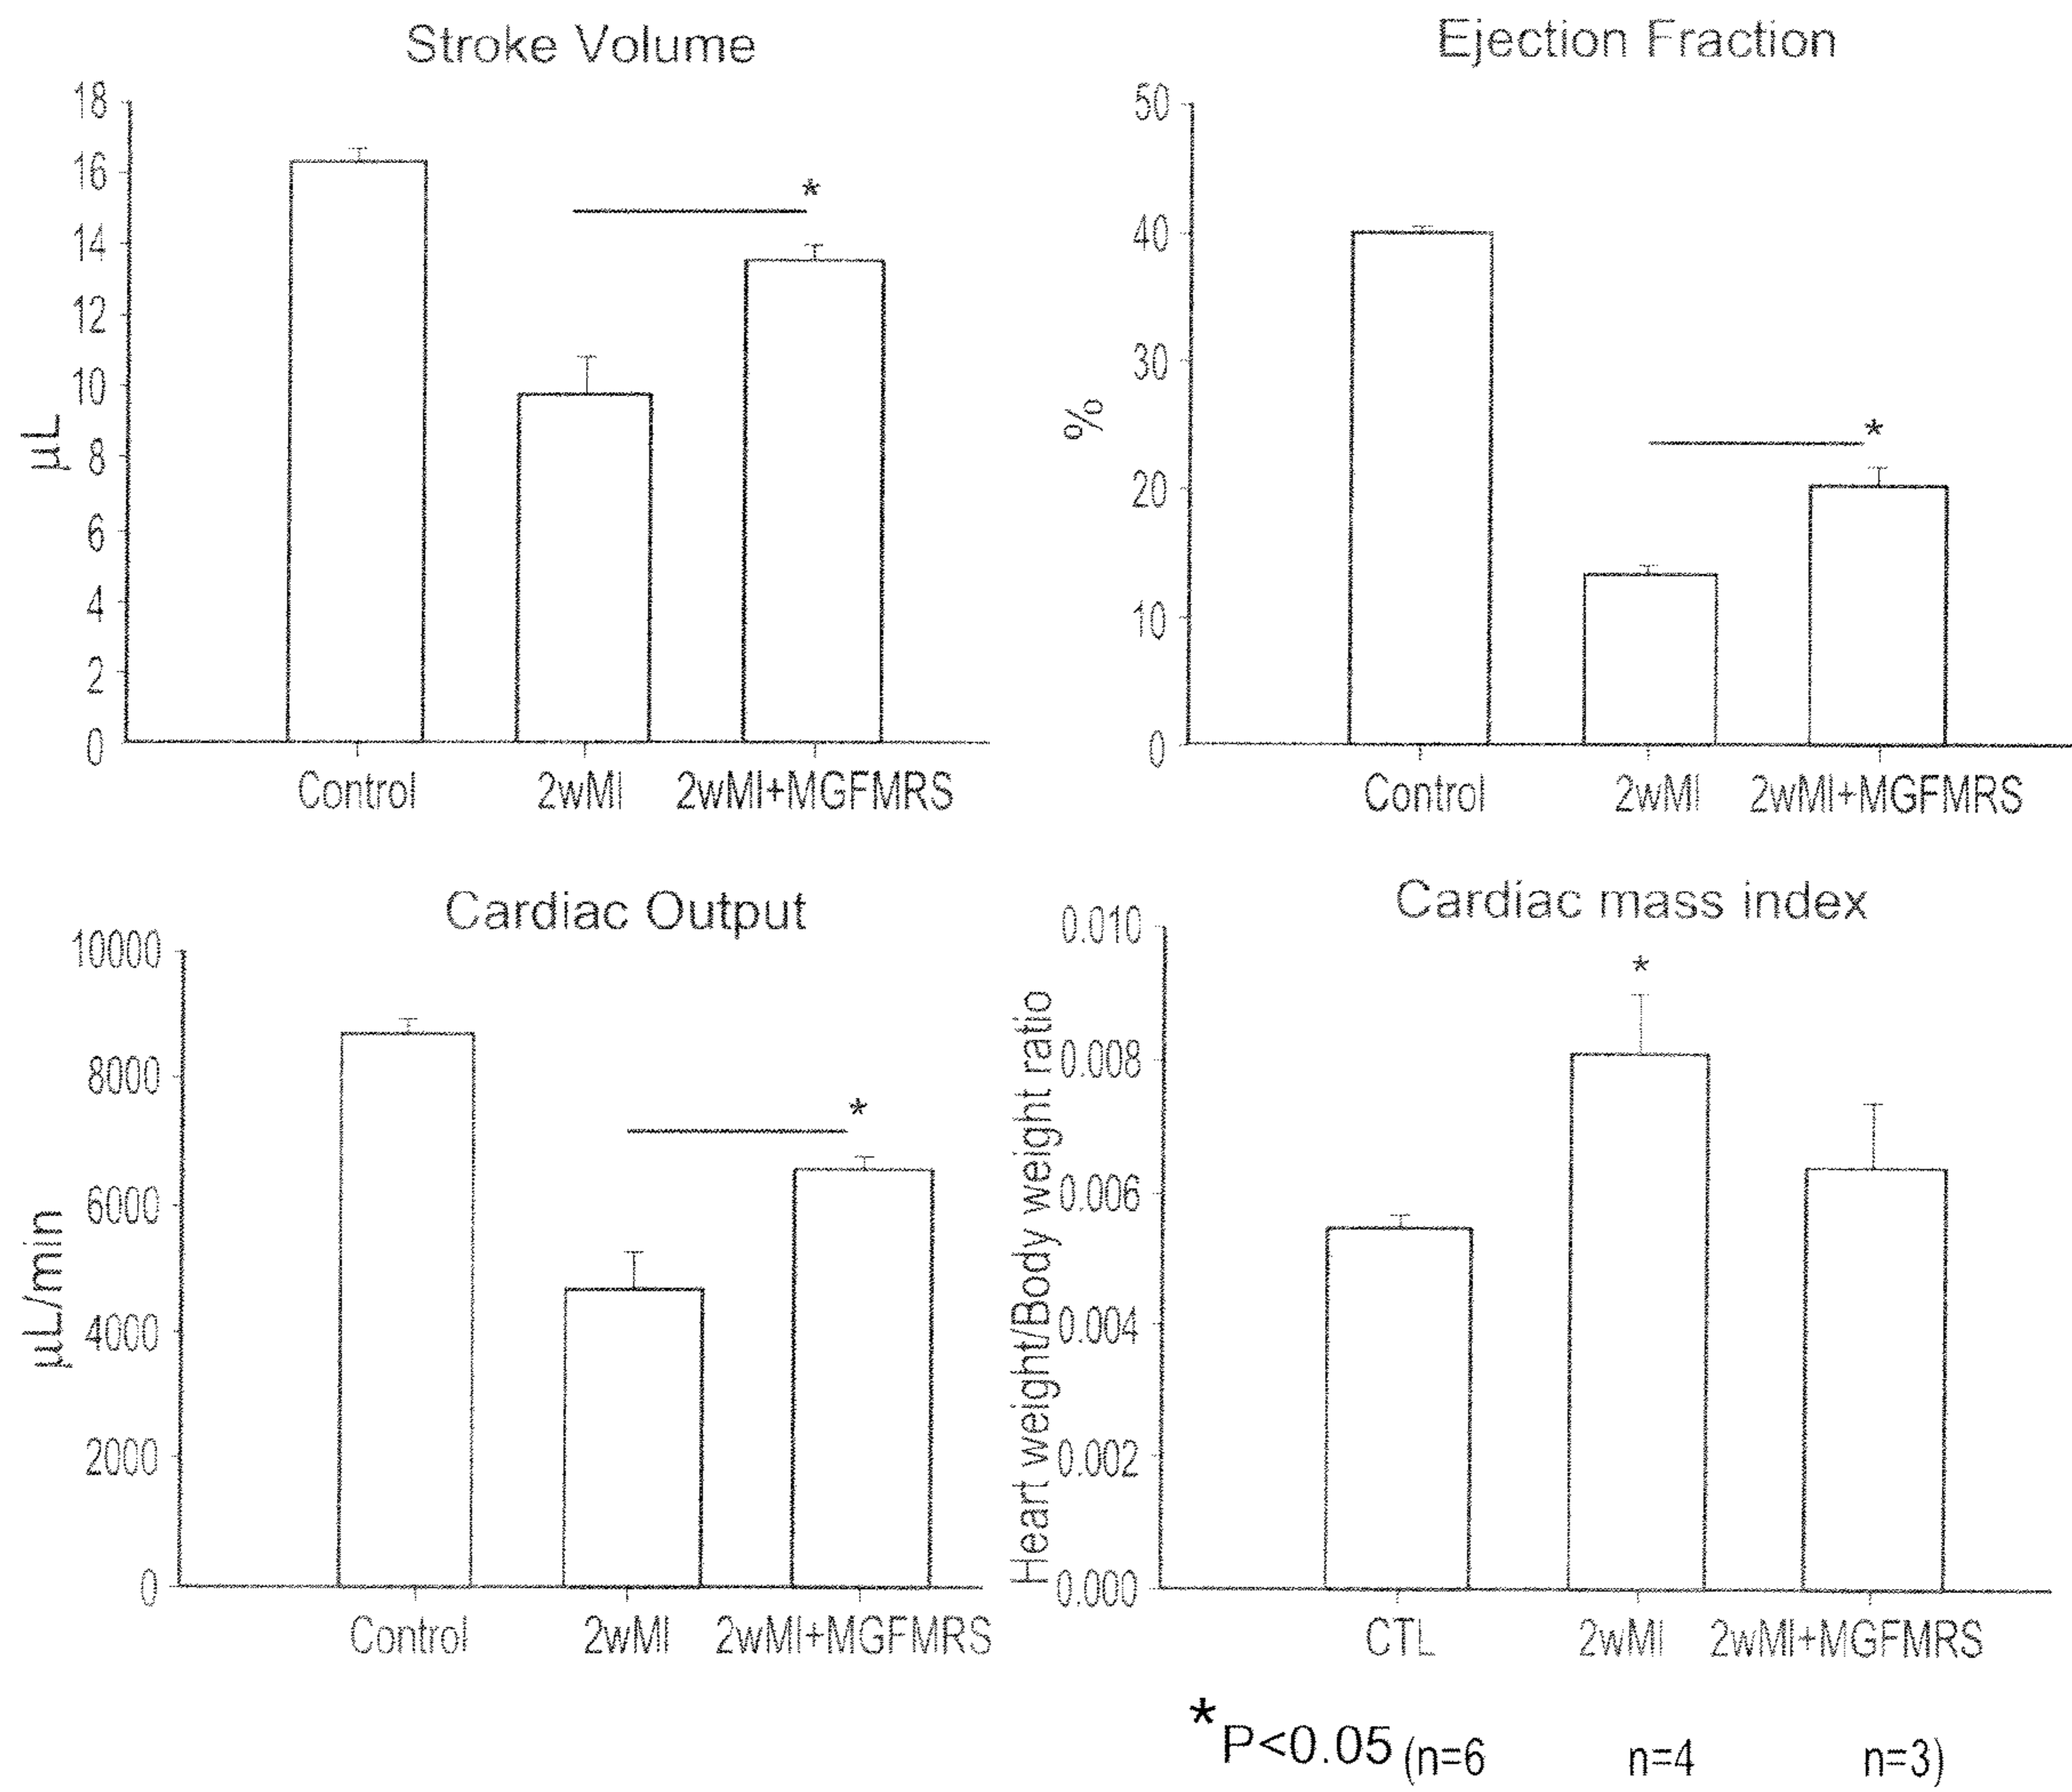 Stroke Volume
18
16
14
12
10
8
6
4
2
0
µL
*
Control 2wMI 2wMI+MGFMRS
Ejection Fraction
50
40
30
20
10
0
%
*
Control 2wMI 2wMI+MGFMRS
Cardiac Output
10000
8000
6000
4000
2000
0
µL/min
*
Control 2wMI 2wMI+MGFMRS
Cardiac mass index
0.010
0.008
0.006
0.004
0.002
0.000
Heart weight/Body weight ratio
*
CTL 2wMI 2wMI+MGFMRS
*P<0.05 (n=6 n=4 n=3)